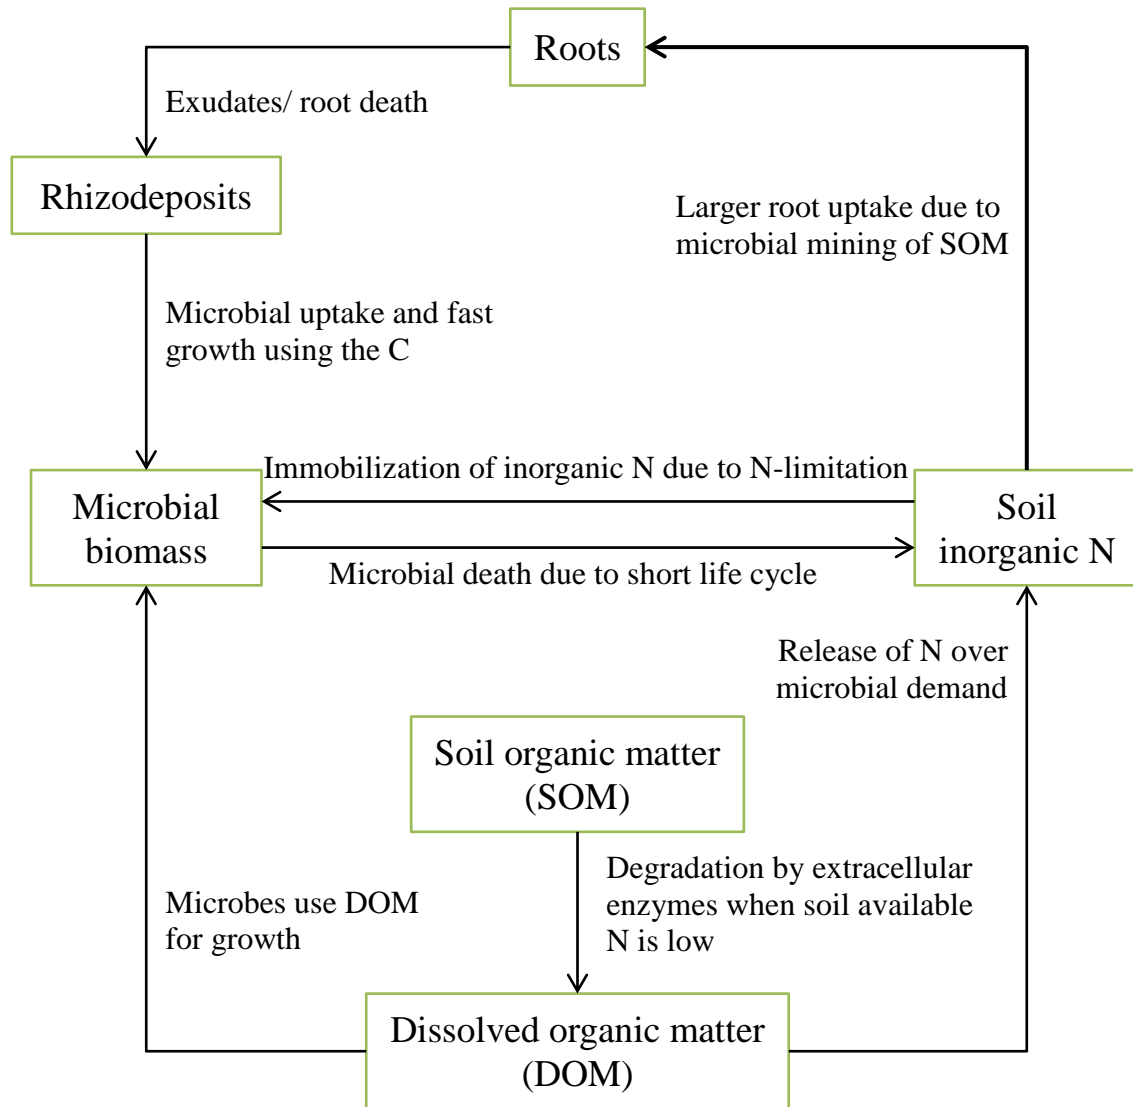 Roots
Exudates/ root death
Rhizodeposits
Larger root uptake due to
microbial mining of SOM
Microbial uptake and fast
growth using the C
Immobilization of inorganic N due to N-limitation
Microbial
biomass
Soil
inorganic N
Microbial death due to short life cycle
Release of N over
microbial demand
Soil organic matter
(SOM)
Degradation by extracellular
enzymes when soil available
N is low
Microbes use DOM
for growth
Dissolved organic matter
(DOM)